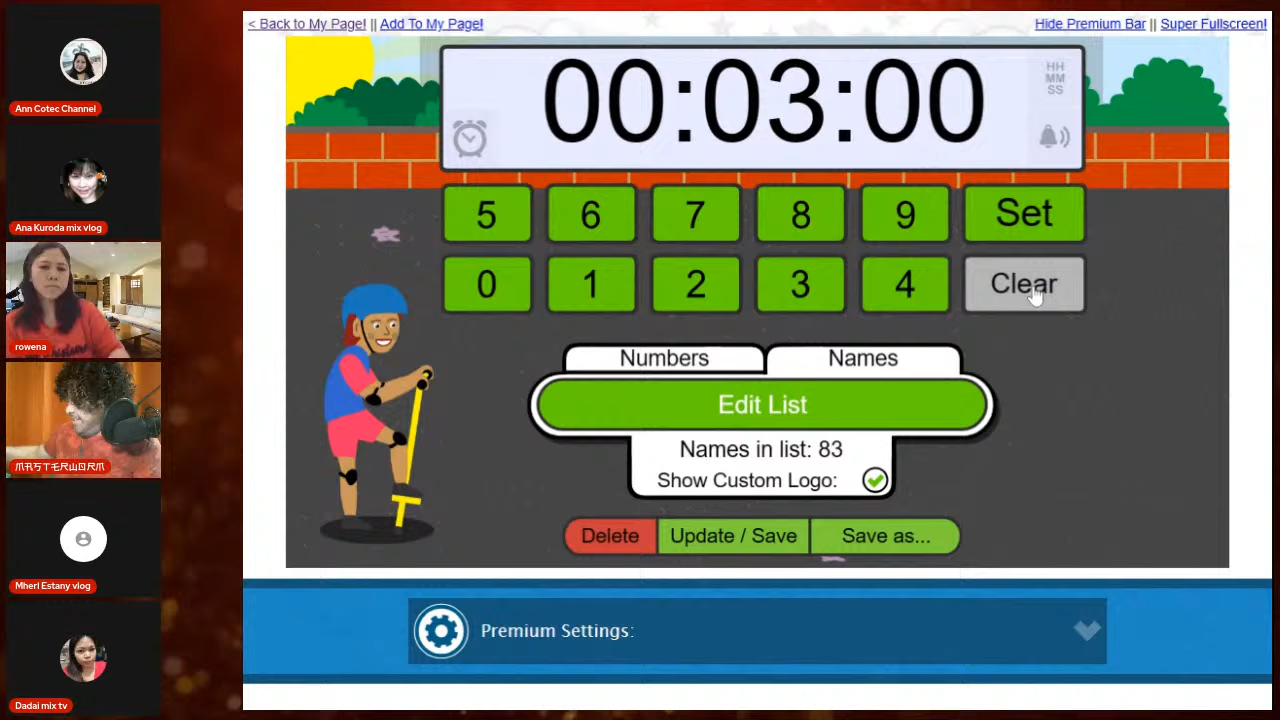 < Back to My Page! || Add To My Page!
Hide Premium Bar || Super Fullscreen!
00:03:00
HH
MM
SS
5 6 7 8 9 Set
0 1 2 3 4 Clear
Numbers Names
Edit List
Names in list: 83
Show Custom Logo:
Delete Update / Save Save as...
Premium Settings:
Ann Cotec Channel
Ana Kuroda mix vlog
rowena
Mheri Estany vlog
Dadai mix tv